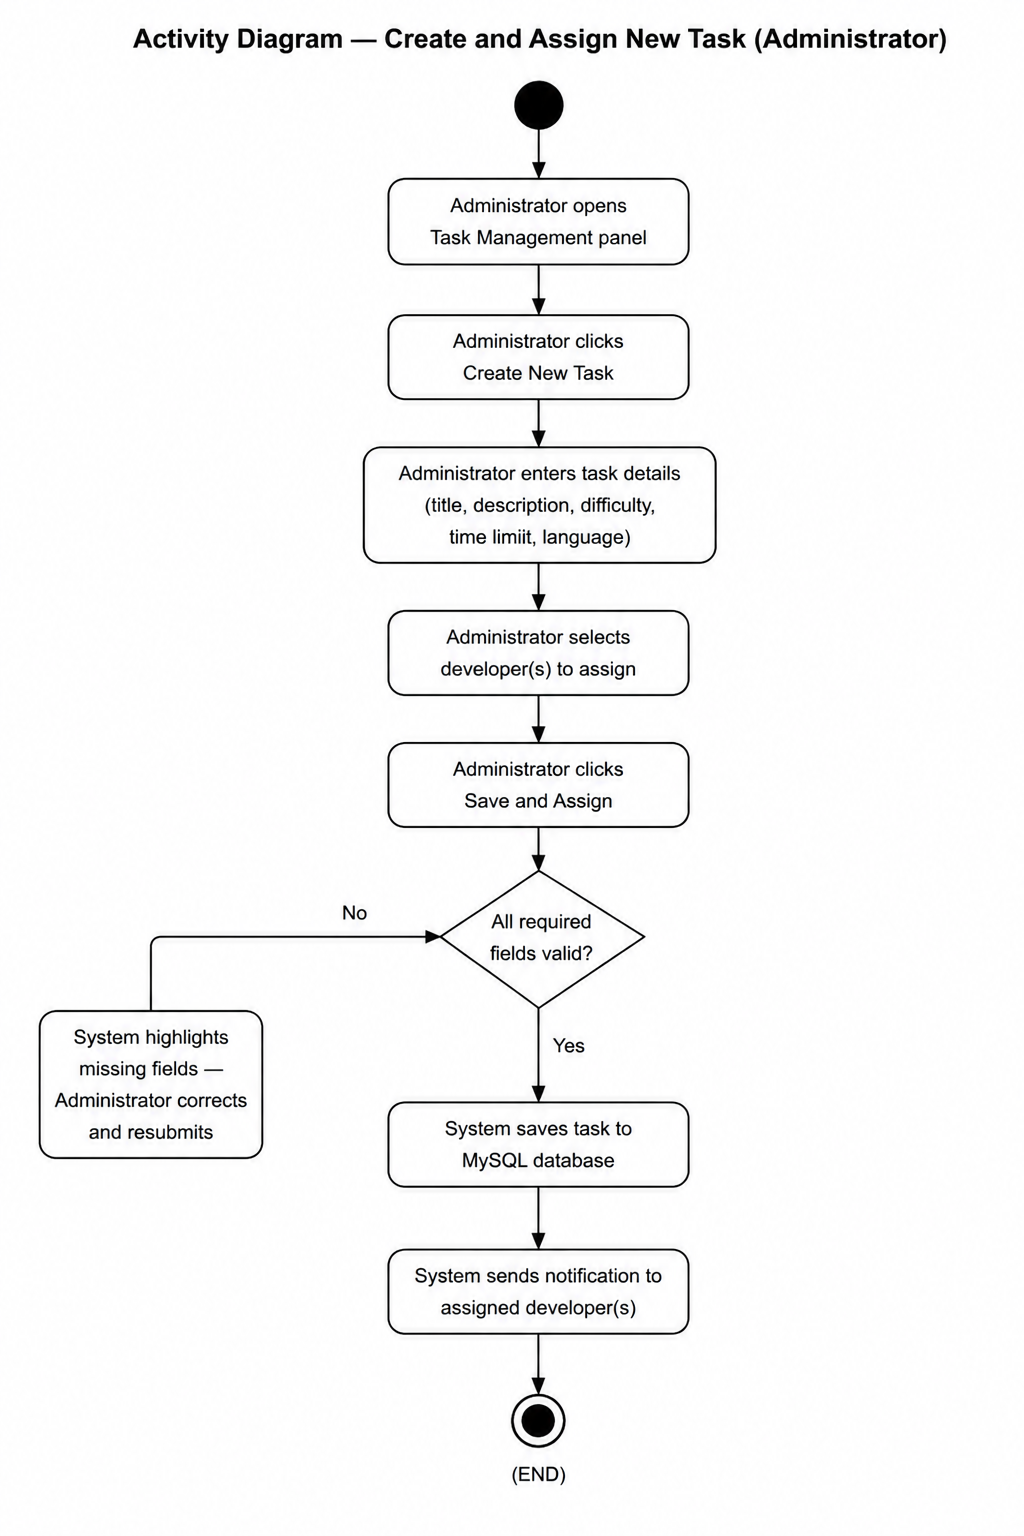 Activity Diagram — Create and Assign New Task (Administrator)
Administrator opens
Task Management panel
Administrator clicks
Create New Task
Administrator enters task details
(title, description, difficulty,
time limiit, language)
Administrator selects
developer(s) to assign
Administrator clicks
Save and Assign
All required
fields valid?
No
System highlights
missing fields —
Administrator corrects
and resubmits
Yes
System saves task to
MySQL database
System sends notification to
assigned developer(s)
(END)